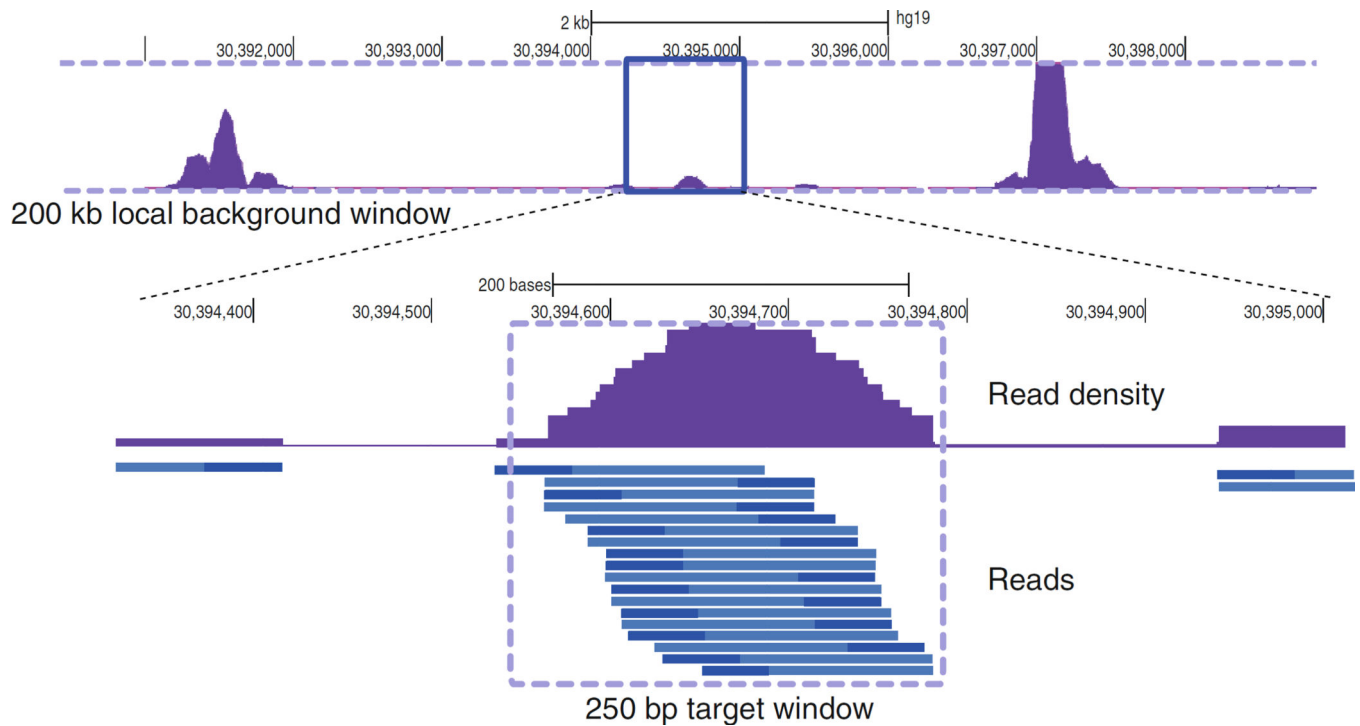 2 kb hg19
30,392,000 30,393,000 30,394,000 30,395,000 30,396,000 30,397,000 30,398,000
200 kb local background window
200 bases
30,394,400 30,394,500 30,394,600 30,394,700 30,394,800 30,394,900 30,395,000
Read density
Reads
250 bp target window